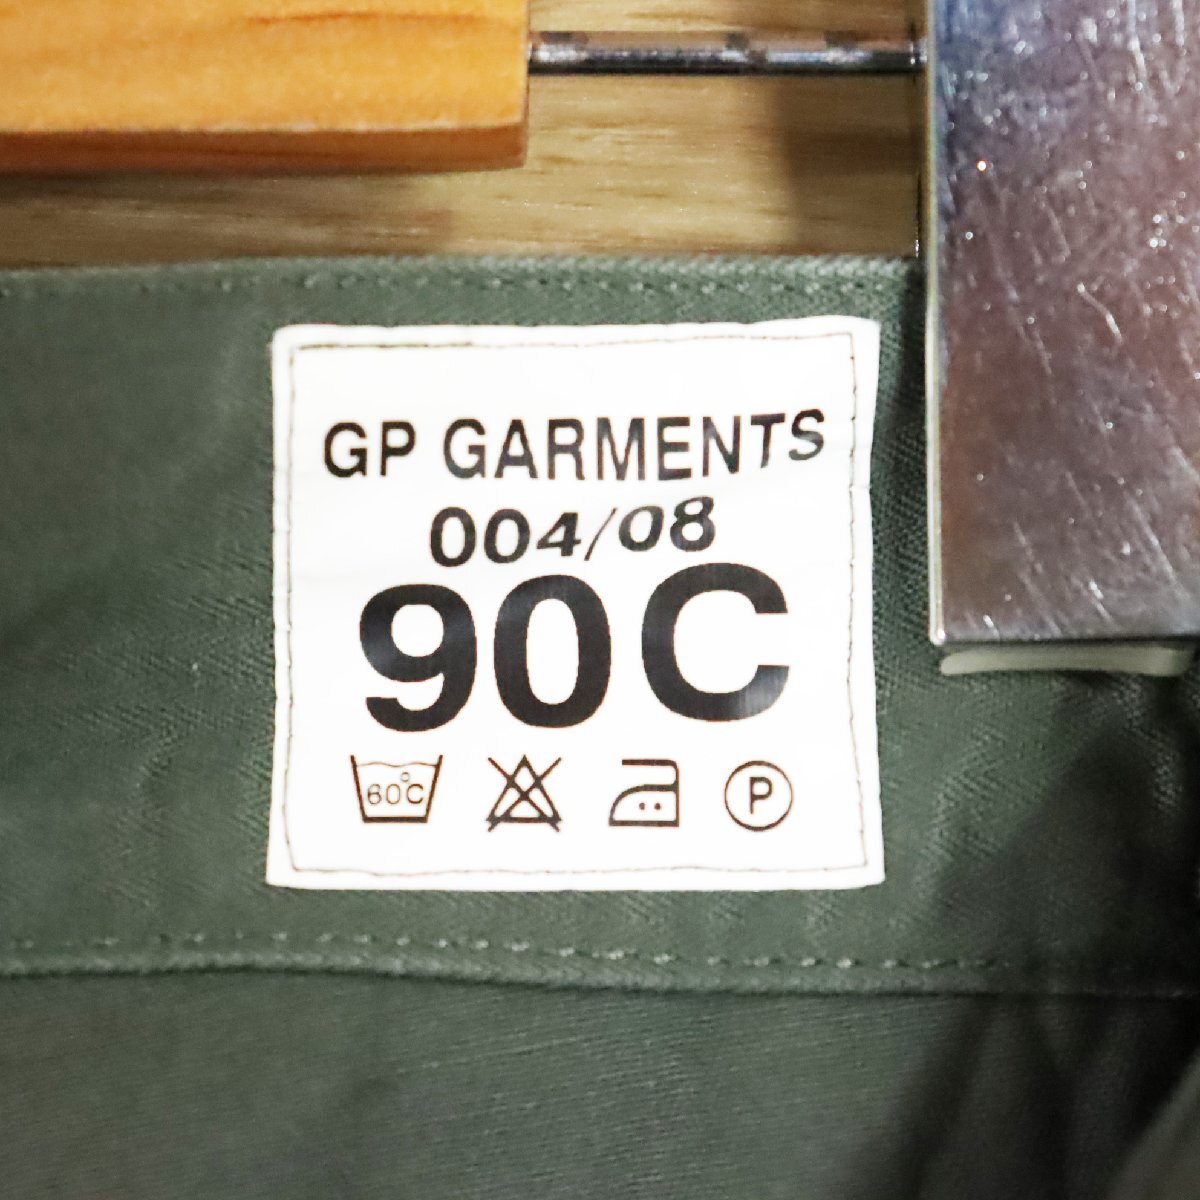 GP GARMENTS
004/08
90C
60°C P